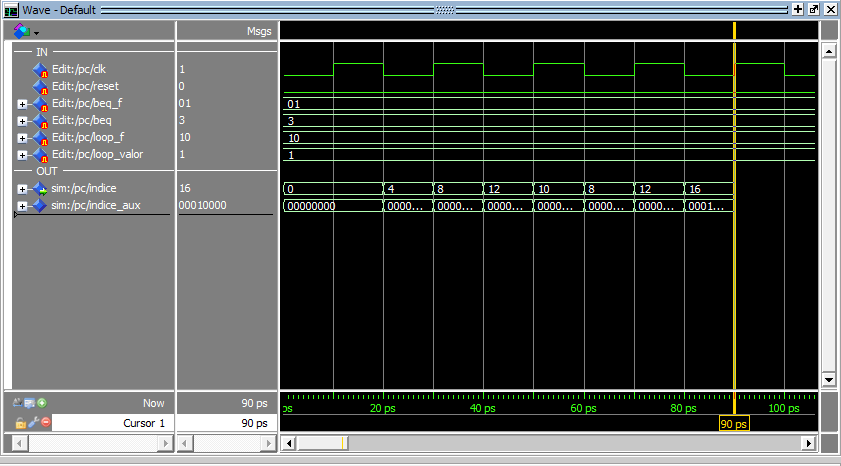 Wave - Default
Msgs
IN
Edit:/pc/clk 1
Edit:/pc/reset 0
Edit:/pc/beq_f 01 01
Edit:/pc/beq 3 3
Edit:/pc/loop_f 10 10
Edit:/pc/loop_valor 1 1
OUT
sim:/pc/indice 16 0 4 8 12 10 8 12 16
sim:/pc/indice_aux 00010000 00000000 0000... 0000... 0000... 0000... 0000... 0000... 0001...
Now 90 ps ps 20 ps 40 ps 60 ps 80 ps 100 ps
Cursor 1 90 ps 90 ps